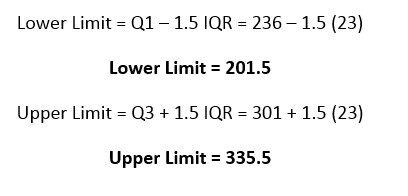 Lower Limit = Q1 – 1.5 IQR = 236 – 1.5 (23)
Lower Limit = 201.5
Upper Limit = Q3 + 1.5 IQR = 301 + 1.5 (23)
Upper Limit = 335.5